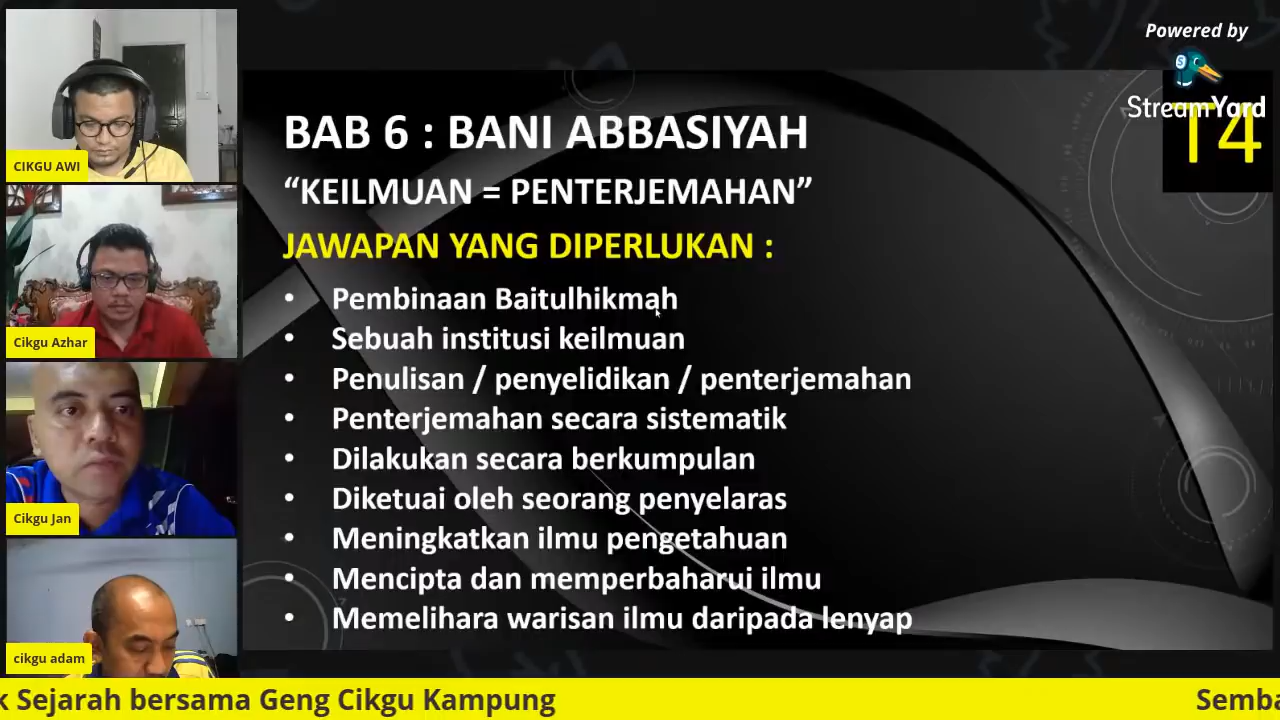 Powered by
StreamYard
T4
BAB 6 : BANI ABBASIYAH
“KEILMUAN = PENTERJEMAHAN”
JAWAPAN YANG DIPERLUKAN :
• Pembinaan Baitulhikmah
• Sebuah institusi keilmuan
• Penulisan / penyelidikan / penterjemahan
• Penterjemahan secara sistematik
• Dilakukan secara berkumpulan
• Diketuai oleh seorang penyelaras
• Meningkatkan ilmu pengetahuan
• Mencipta dan memperbaharui ilmu
• Memelihara warisan ilmu daripada lenyap
CIKGU AWI
Cikgu Azhar
Cikgu Jan
cikgu adam
k Sejarah bersama Geng Cikgu Kampung
Semba